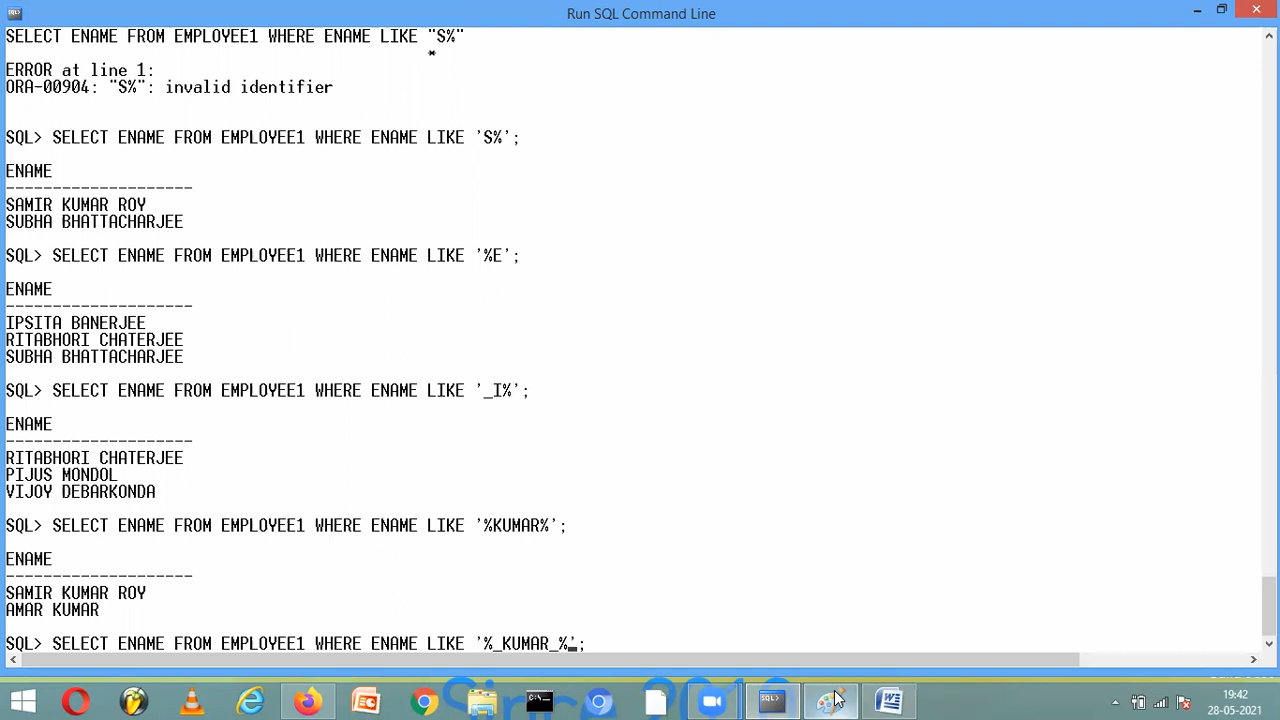 Run SQL Command Line
SELECT ENAME FROM EMPLOYEE1 WHERE ENAME LIKE "S%"
*
ERROR at line 1:
ORA-00904: "S%": invalid identifier
SQL> SELECT ENAME FROM EMPLOYEE1 WHERE ENAME LIKE 'S%';
ENAME
--------------------
SAMIR KUMAR ROY
SUBHA BHATTACHARJEE
SQL> SELECT ENAME FROM EMPLOYEE1 WHERE ENAME LIKE '%E';
ENAME
--------------------
IPSITA BANERJEE
RITABHORI CHATERJEE
SUBHA BHATTACHARJEE
SQL> SELECT ENAME FROM EMPLOYEE1 WHERE ENAME LIKE '_I%';
ENAME
--------------------
RITABHORI CHATERJEE
PIJUS MONDOL
VIJOY DEBARKONDA
SQL> SELECT ENAME FROM EMPLOYEE1 WHERE ENAME LIKE '%KUMAR%';
ENAME
--------------------
SAMIR KUMAR ROY
AMAR KUMAR
SQL> SELECT ENAME FROM EMPLOYEE1 WHERE ENAME LIKE '%_KUMAR_%';
Since
19:42
28-05-2021